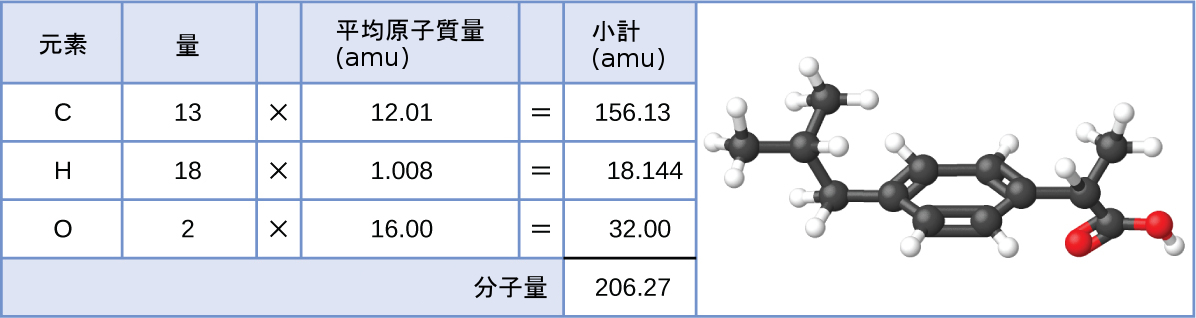 元素 量 平均原子質量 (amu) 小計 (amu)
C 13 × 12.01 = 156.13
H 18 × 1.008 = 18.144
O 2 × 16.00 = 32.00
分子量 206.27